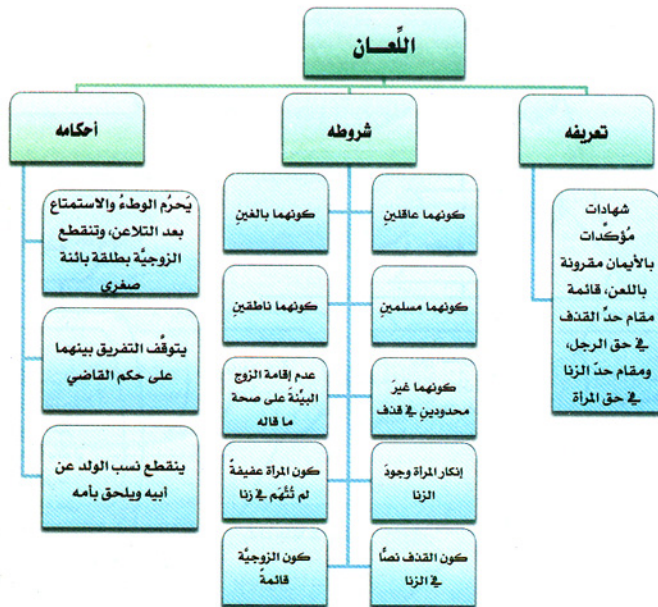 اللِّعـــان
تعريفه
شروطه
أحكامه
شهادات
مُؤكَّدات
بالأيمان مقرونة
باللعن، قائمة
مقام حدِّ القذف
في حق الرجل،
ومقام حدّ الزنا
في حق المرأة
كونهما عاقلينِ
كونهما بالغينِ
كونهما مسلمينِ
كونهما ناطقينِ
كونهما غيرَ
محدودينِ في قذف
عدم إقامة الزوج
البيِّنةَ على صحة
ما قاله
إنكار المرأة وجودَ
الزنا
كون المرأة عفيفةً
لم تُتَّهَم في زنا
كون القذف نصًّا
في الزنا
كون الزوجيَّة
قائمةً
يَحرُم الوطءُ والاستمتاع
بعد التلاعن، وتنقطع
الزوجيَّة بطلقة بائنة
صغرى
يتوقَّف التفريق بينهما
على حكم القاضي
ينقطع نسب الولد عن
أبيه ويلحق بأمه